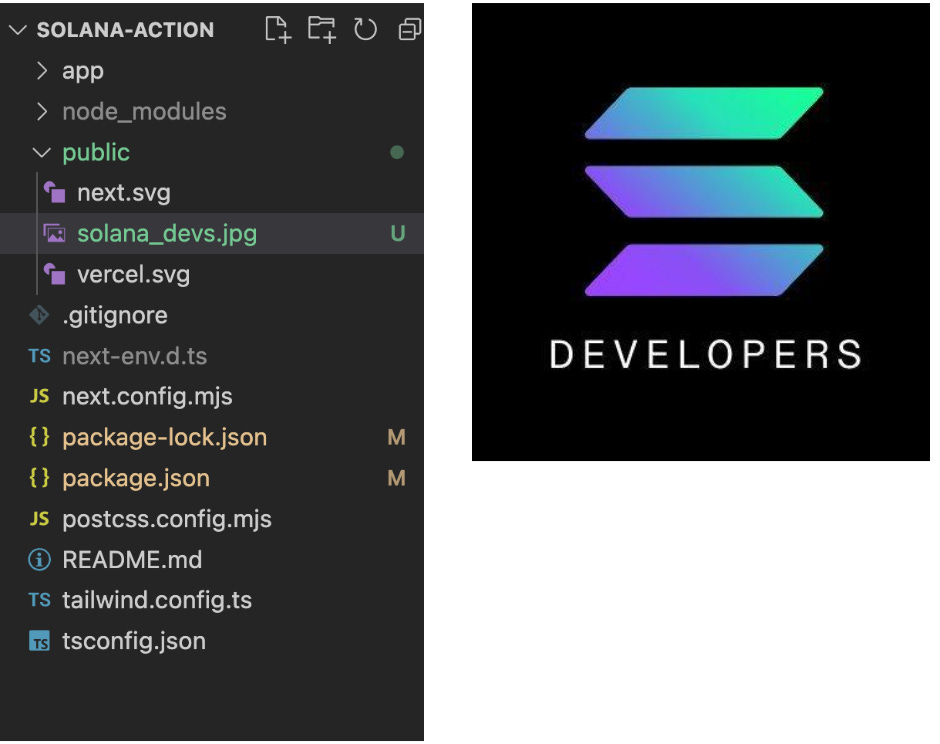 SOLANA-ACTION
app
node_modules
public
next.svg
solana_devs.jpg U
vercel.svg
.gitignore
TS next-env.d.ts
JS next.config.mjs
{} package-lock.json M
{} package.json M
JS postcss.config.mjs
README.md
TS tailwind.config.ts
TS tsconfig.json
DEVELOPERS